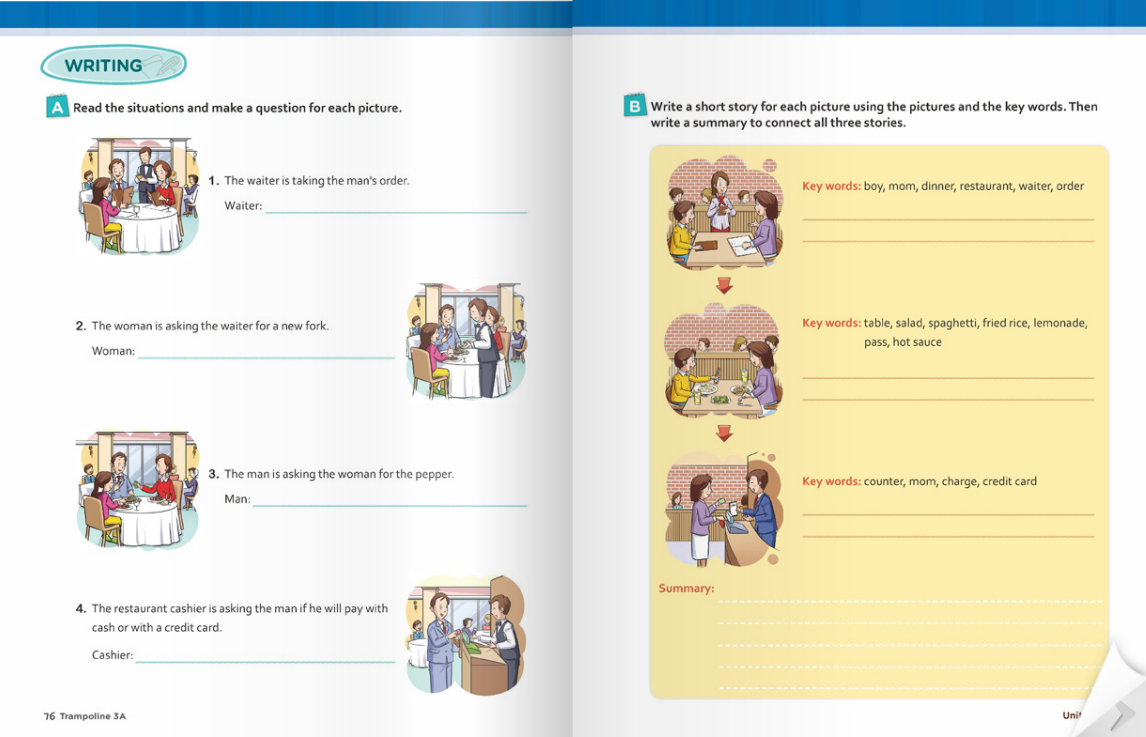 WRITING
A Read the situations and make a question for each picture.
1. The waiter is taking the man's order.
Waiter:
2. The woman is asking the waiter for a new fork.
Woman:
3. The man is asking the woman for the pepper.
Man:
4. The restaurant cashier is asking the man if he will pay with
cash or with a credit card.
Cashier:
76 Trampoline 3A
B Write a short story for each picture using the pictures and the key words. Then
write a summary to connect all three stories.
Key words: boy, mom, dinner, restaurant, waiter, order
Key words: table, salad, spaghetti, fried rice, lemonade,
pass, hot sauce
Key words: counter, mom, charge, credit card
Summary: